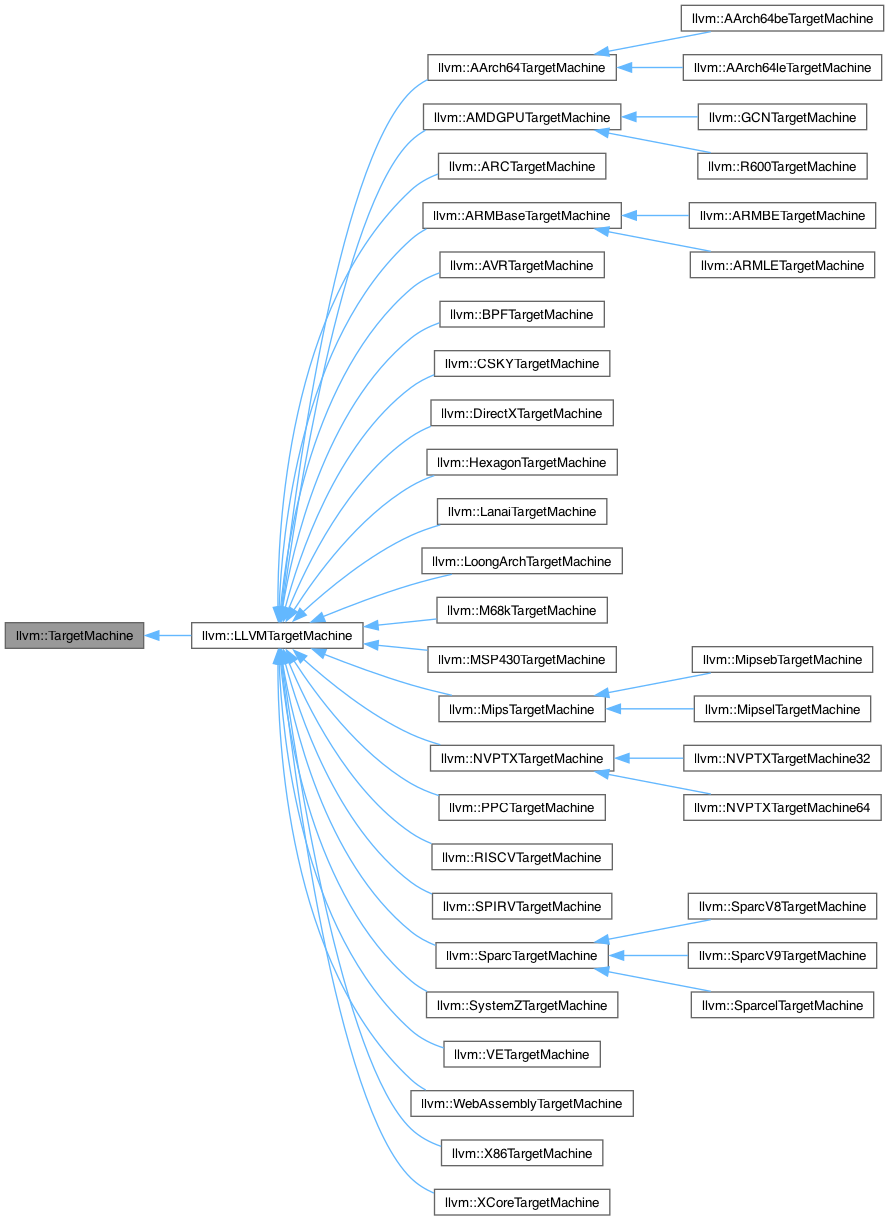 llvm::AArch64beTargetMachine
llvm::AArch64TargetMachine
llvm::AArch64leTargetMachine
llvm::AMDGPUTargetMachine
llvm::GCNTargetMachine
llvm::ARCTargetMachine
llvm::R600TargetMachine
llvm::ARMBaseTargetMachine
llvm::ARMBETargetMachine
llvm::AVRTargetMachine
llvm::ARMLETargetMachine
llvm::BPFTargetMachine
llvm::CSKYTargetMachine
llvm::DirectXTargetMachine
llvm::HexagonTargetMachine
llvm::LanaiTargetMachine
llvm::LoongArchTargetMachine
llvm::M68kTargetMachine
llvm::TargetMachine
llvm::LLVMTargetMachine
llvm::MSP430TargetMachine
llvm::MipsebTargetMachine
llvm::MipsTargetMachine
llvm::MipselTargetMachine
llvm::NVPTXTargetMachine
llvm::NVPTXTargetMachine32
llvm::PPCTargetMachine
llvm::NVPTXTargetMachine64
llvm::RISCVTargetMachine
llvm::SPIRVTargetMachine
llvm::SparcV8TargetMachine
llvm::SparcTargetMachine
llvm::SparcV9TargetMachine
llvm::SystemZTargetMachine
llvm::SparcelTargetMachine
llvm::VETargetMachine
llvm::WebAssemblyTargetMachine
llvm::X86TargetMachine
llvm::XCoreTargetMachine